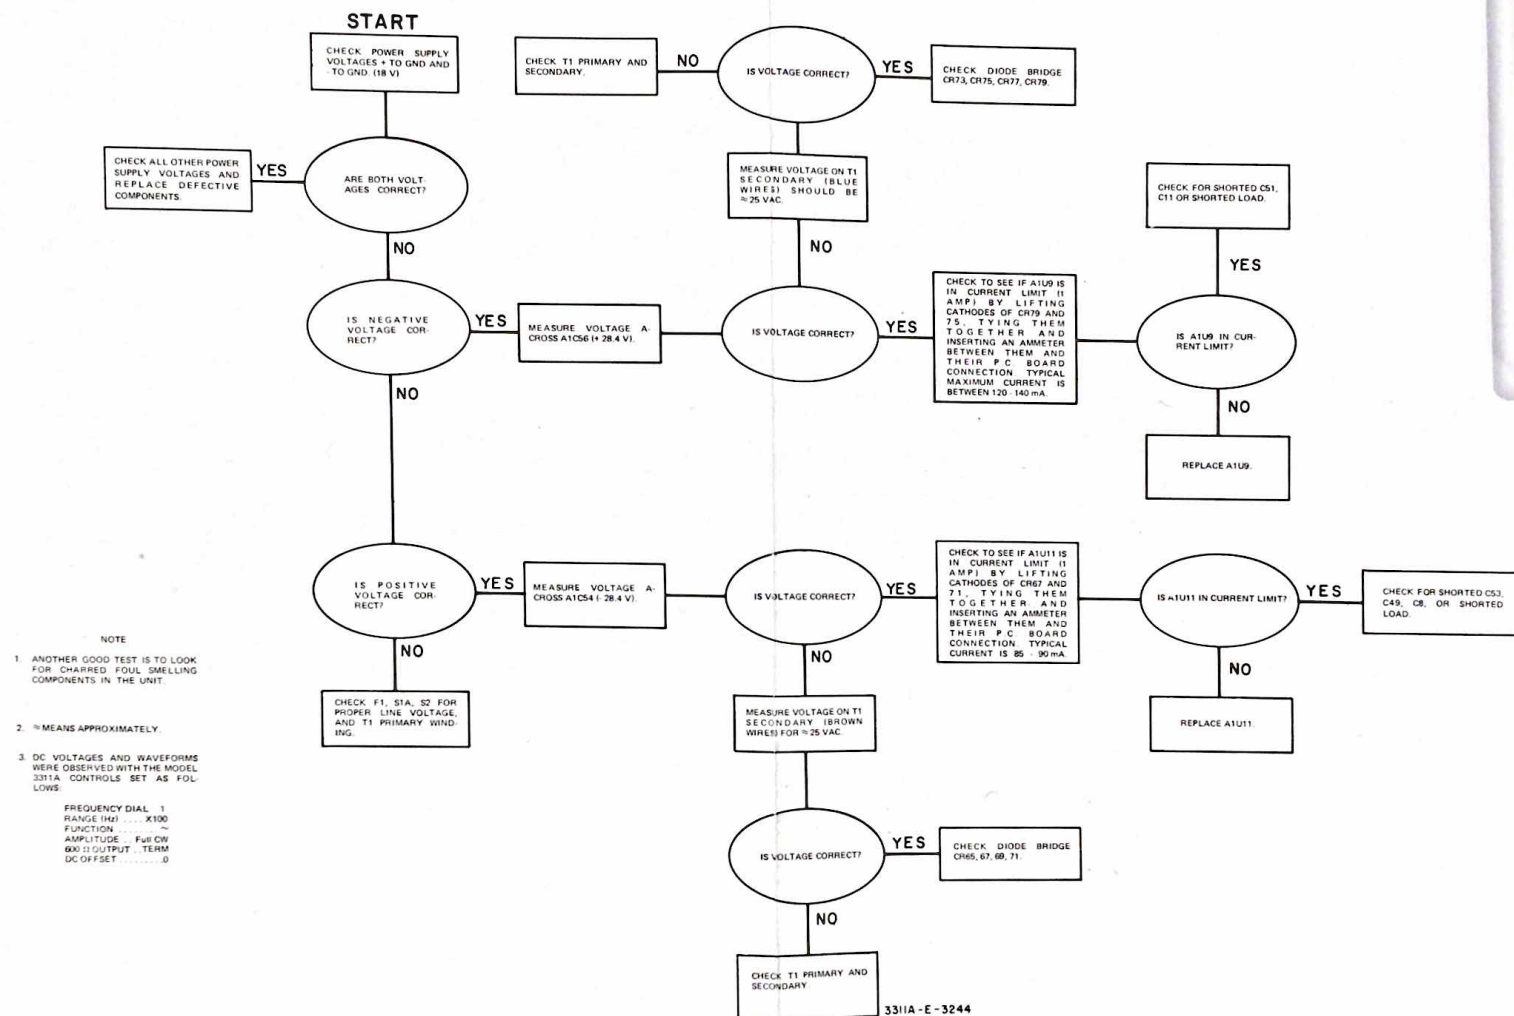 START
CHECK POWER SUPPLY
VOLTAGES + TO GND AND
- TO GND. (18 V)
CHECK T1 PRIMARY AND
SECONDARY.
NO
IS VOLTAGE CORRECT?
YES
CHECK DIODE BRIDGE
CR73, CR75, CR77, CR79.
CHECK ALL OTHER POWER
SUPPLY VOLTAGES AND
REPLACE DEFECTIVE
COMPONENTS.
YES
ARE BOTH VOLT-
AGES CORRECT?
MEASURE VOLTAGE ON T1
SECONDARY (BLUE
WIRES) SHOULD BE
≈ 25 VAC.
CHECK FOR SHORTED C51,
C11 OR SHORTED LOAD.
NO
NO
YES
IS NEGATIVE
VOLTAGE COR-
RECT?
YES
MEASURE VOLTAGE A-
CROSS A1C56 (+ 28.4 V).
IS VOLTAGE CORRECT?
YES
CHECK TO SEE IF A1U9 IS
IN CURRENT LIMIT (1
AMP) BY LIFTING
CATHODES OF CR79 AND
75, TYING THEM
TOGETHER AND
INSERTING AN AMMETER
BETWEEN THEM AND
THEIR P.C. BOARD
CONNECTION. TYPICAL
MAXIMUM CURRENT IS
BETWEEN 120 - 140 mA.
IS A1U9 IN CUR-
RENT LIMIT?
NO
NO
REPLACE A1U9.
IS POSITIVE
VOLTAGE COR-
RECT?
YES
MEASURE VOLTAGE A-
CROSS A1C54 (- 28.4 V).
IS VOLTAGE CORRECT?
YES
CHECK TO SEE IF A1U11 IS
IN CURRENT LIMIT (1
AMP) BY LIFTING
CATHODES OF CR67 AND
71, TYING THEM
TOGETHER AND
INSERTING AN AMMETER
BETWEEN THEM AND
THEIR P.C. BOARD
CONNECTION. TYPICAL
CURRENT IS 85 - 90 mA.
IS A1U11 IN CURRENT LIMIT?
YES
CHECK FOR SHORTED C53,
C49, C8, OR SHORTED
LOAD.
NO
NO
NO
CHECK F1, S1A, S2 FOR
PROPER LINE VOLTAGE,
AND T1 PRIMARY WIND-
ING.
MEASURE VOLTAGE ON T1
SECONDARY (BROWN
WIRES) FOR ≈ 25 VAC.
REPLACE A1U11.
IS VOLTAGE CORRECT?
YES
CHECK DIODE BRIDGE
CR65, 67, 69, 71.
NO
CHECK T1 PRIMARY AND
SECONDARY.
NOTE
1. ANOTHER GOOD TEST IS TO LOOK
FOR CHARRED FOUL SMELLING
COMPONENTS IN THE UNIT.
2. ≈ MEANS APPROXIMATELY.
3. DC VOLTAGES AND WAVEFORMS
WERE OBSERVED WITH THE MODEL
3311A CONTROLS SET AS FOL-
LOWS:
FREQUENCY DIAL 1
RANGE (Hz) .... X100
FUNCTION ........ ~
AMPLITUDE .. Full CW
600 Ω OUTPUT .. TERM
DC OFFSET ......... 0
3311A-E-3244